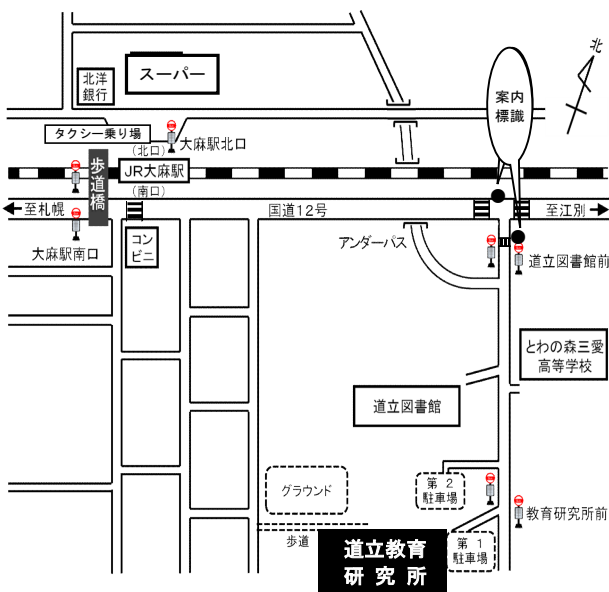 北
案内
標識
北洋
銀行
スーパー
タクシー乗り場
(北口)
大麻駅北口
歩道橋
JR大麻駅
(南口)
至札幌
国道12号
至江別
大麻駅南口
コン
ビニ
アンダーパス
道立図書館前
とわの森三愛
高等学校
道立図書館
グラウンド
第2
駐車場
教育研究所前
歩道
道立教育
研究所
第1
駐車場